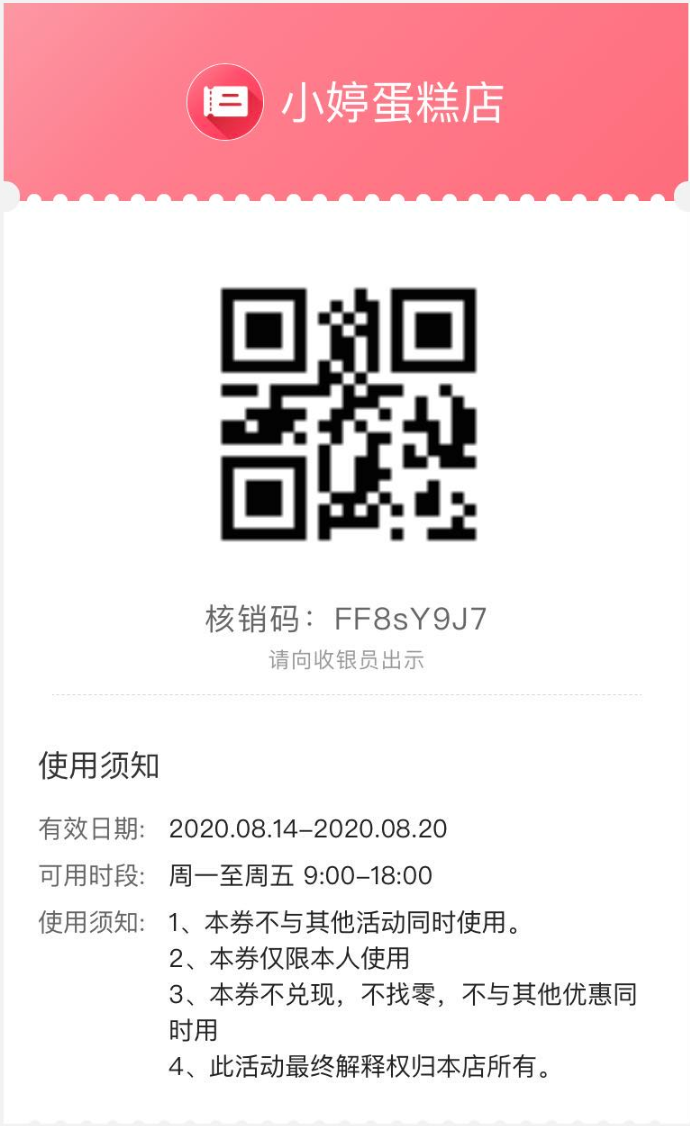 小婷蛋糕店
核销码：FF8sY9J7
请向收银员出示
使用须知
有效日期: 2020.08.14-2020.08.20
可用时段: 周一至周五 9:00-18:00
使用须知: 1、本券不与其他活动同时使用。
2、本券仅限本人使用
3、本券不兑现，不找零，不与其他优惠同
时用
4、此活动最终解释权归本店所有。